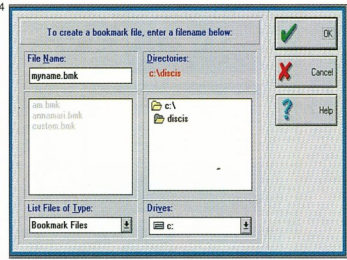 4
To create a bookmark file, enter a filename below:
File Name:
myname.bmk
am.bmk
annamari.bmk
custom.bmk
List Files of Type:
Bookmark Files
Directories:
c:\discis
c:\
discis
Drives:
c:
OK
Cancel
Help